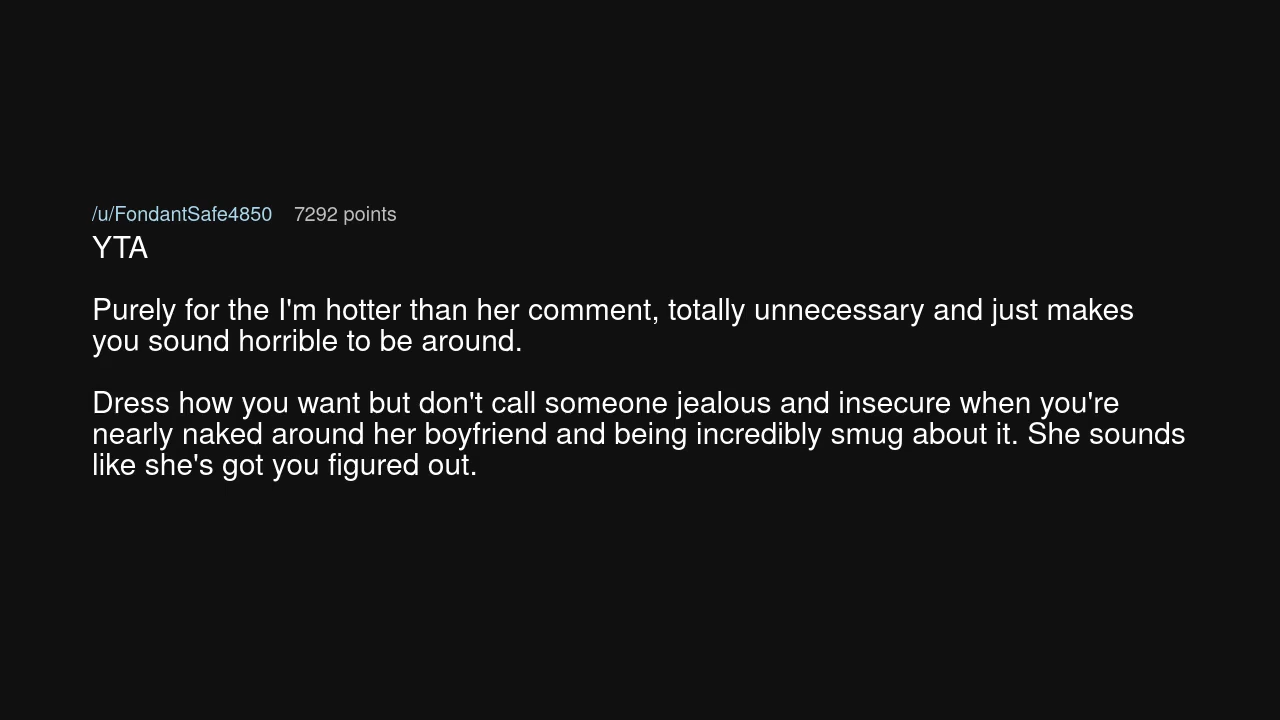 /u/FondantSafe4850 7292 points
YTA
Purely for the I'm hotter than her comment, totally unnecessary and just makes
you sound horrible to be around.
Dress how you want but don't call someone jealous and insecure when you're
nearly naked around her boyfriend and being incredibly smug about it. She sounds
like she's got you figured out.